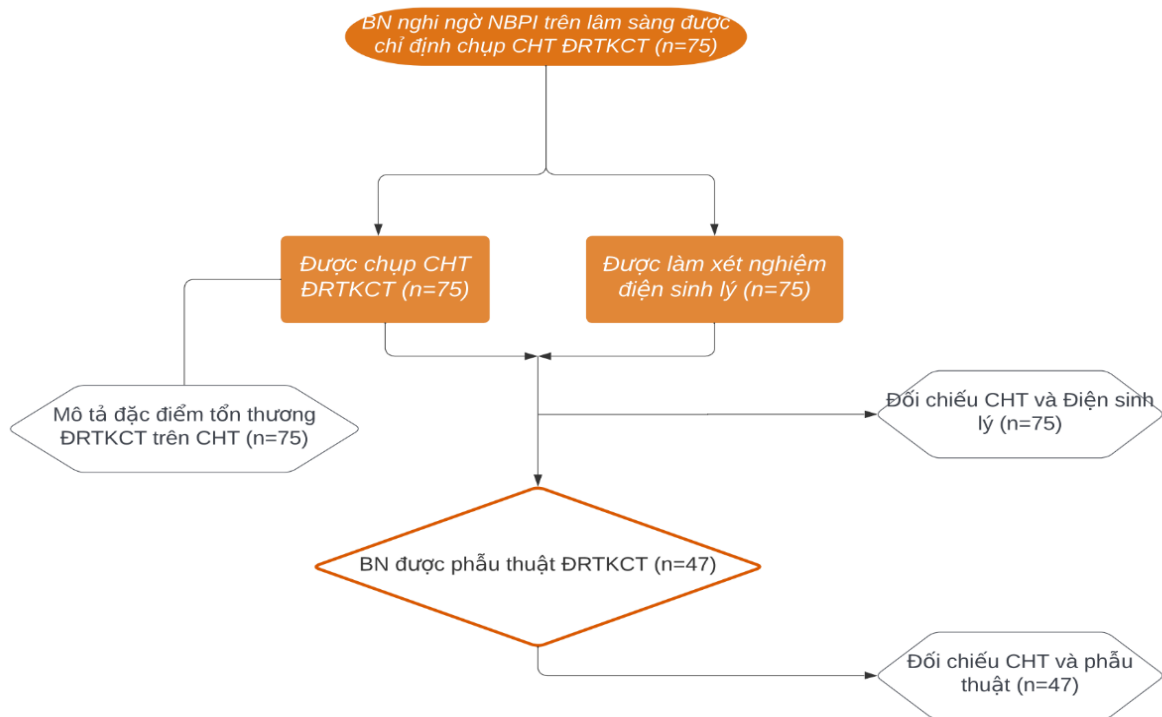 BN nghi ngờ NBPI trên lâm sàng được
chỉ định chụp CHT ĐRTKCT (n=75)
Được chụp CHT
ĐRTKCT (n=75)
Được làm xét nghiệm
điện sinh lý (n=75)
Mô tả đặc điểm tổn thương
ĐRTKCT trên CHT (n=75)
Đối chiếu CHT và Điện sinh
lý (n=75)
BN được phẫu thuật ĐRTKCT (n=47)
Đối chiếu CHT và phẫu
thuật (n=47)